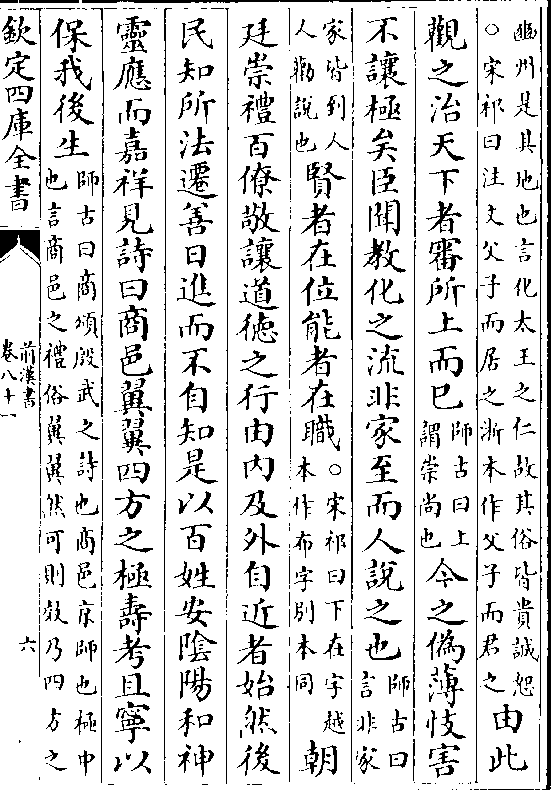 豳州是其地也言化太王之仁故其俗皆貴誠恕
○宋祁曰注文父子而居之浙本作父子而君之
由此
觀之治天下者審所上而已
師古曰上
謂崇尚也
今之偽薄忮害
不讓極矣臣聞教化之流非家至而人說之也
師古曰
言非家
家皆到人
人勸說也
賢者在位能者在職
○宋祁曰下在字越
本作布字別本同
朝
廷崇禮百僚敬讓道德之行由内及外自近者始然後
民知所法遷善日進而不自知是以百姓安陰陽和神
靈應而嘉祥見詩曰商邑翼翼四方之極壽考且寧以
保我後生
師古曰商頌殷武之詩也商邑京師也極中
也言商邑之禮俗翼翼然可則效乃四方之
欽定四庫全書
前漢書
卷八十一
六